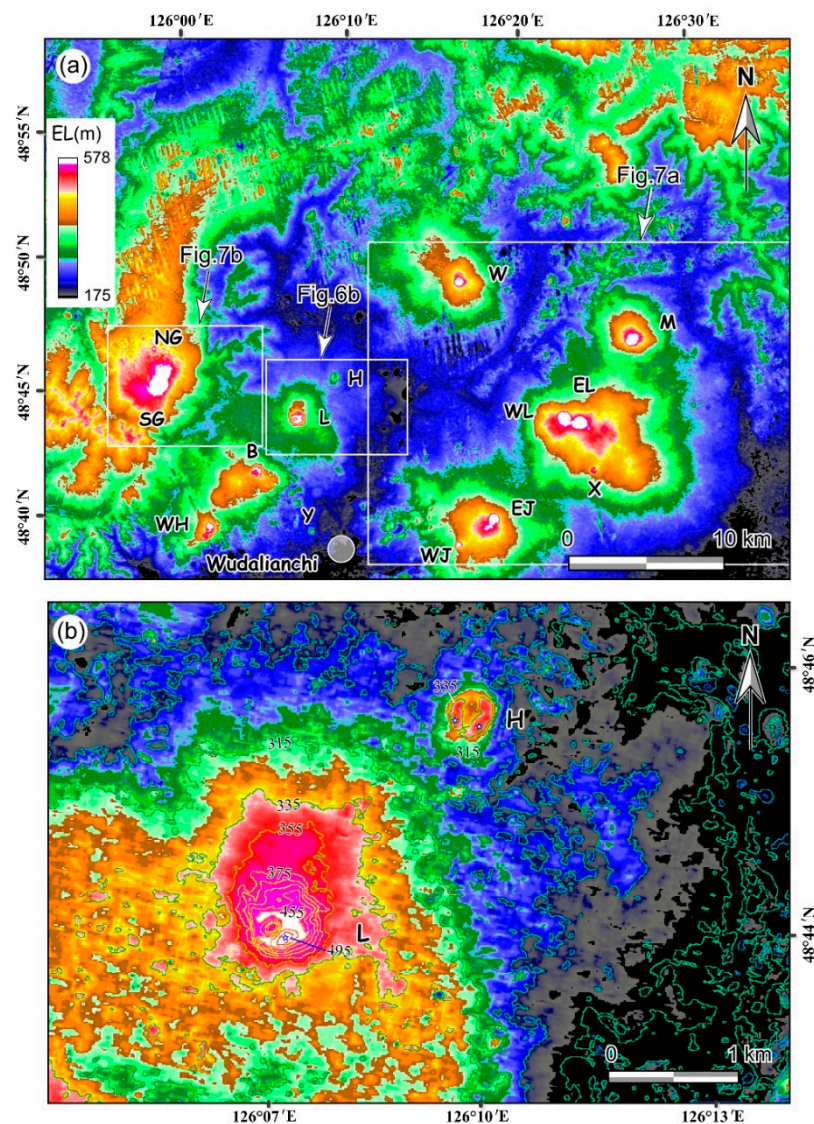 126°00′E 126°10′E 126°20′E 126°30′E
(a)
N
48°55′N
EL(m)
578
175
Fig.7a
Fig.7b
48°50′N
W
Fig.6b
M
NG
H
48°45′N
EL
WL
L
SG
B
X
EJ
48°40′N
WH
Y
WJ
0 10 km
Wudalianchi
(b)
N
48°46′N
335
H
315
315
335
355
375
455
L
48°44′N
495
0 1 km
126°07′E 126°10′E 126°13′E